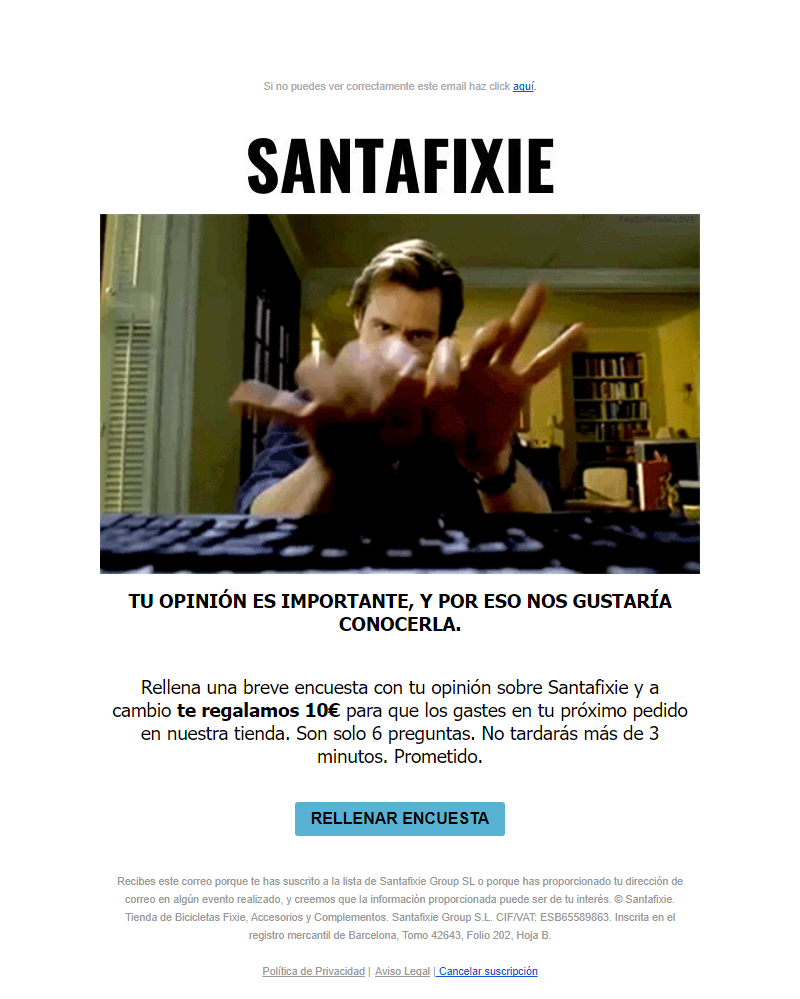 Si no puedes ver correctamente este email haz click aquí.
SANTAFIXIE
TU OPINIÓN ES IMPORTANTE, Y POR ESO NOS GUSTARÍA
CONOCERLA.
Rellena una breve encuesta con tu opinión sobre Santafixie y a
cambio te regalamos 10€ para que los gastes en tu próximo pedido
en nuestra tienda. Son solo 6 preguntas. No tardarás más de 3
minutos. Prometido.
RELLENAR ENCUESTA
Recibes este correo porque te has suscrito a la lista de Santafixie Group SL o porque has proporcionado tu dirección de
correo en algún evento realizado, y creemos que la información proporcionada puede ser de tu interés. © Santafixie.
Tienda de Bicicletas Fixie, Accesorios y Complementos. Santafixie Group S.L. CIF/VAT: ESB65589863. Inscrita en el
registro mercantil de Barcelona, Tomo 42643, Folio 202, Hoja B.
Política de Privacidad | Aviso Legal | Cancelar suscripción